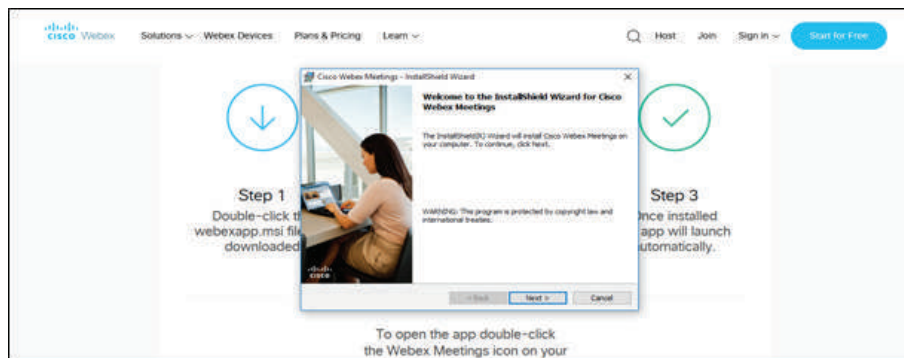 CISCO Webex Solutions Webex Devices Plans & Pricing Learn Host Join Sign in Start for Free
Cisco Webex Meetings - InstallShield Wizard
Welcome to the InstallShield Wizard for Cisco
Webex Meetings
The InstallShield(R) Wizard will install Cisco Webex Meetings on
your computer. To continue, click Next.
WARNING: This program is protected by copyright law and
international treaties.
CISCO
< Back Next > Cancel
Step 1
Double-click th
webexapp.msi file
downloaded
Step 3
Once installed
app will launch
utomatically.
To open the app double-click
the Webex Meetings icon on your